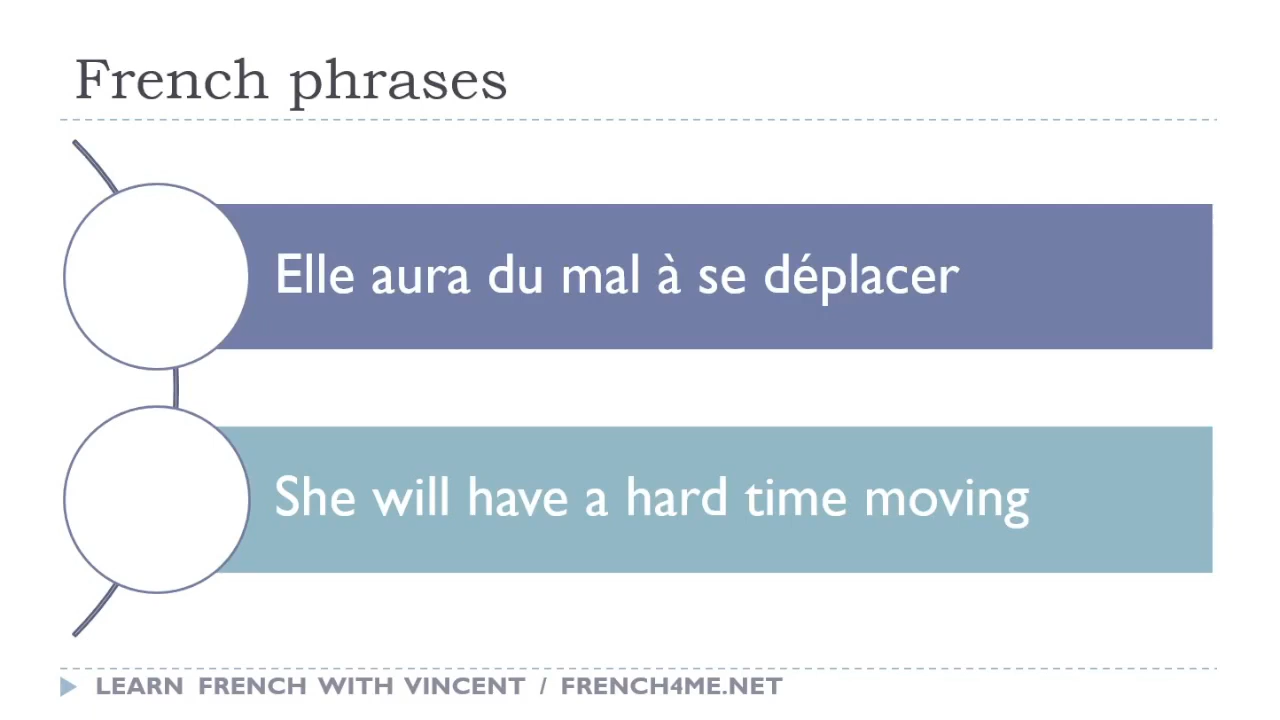 French phrases
Elle aura du mal à se déplacer
She will have a hard time moving
LEARN FRENCH WITH VINCENT / FRENCH4ME.NET